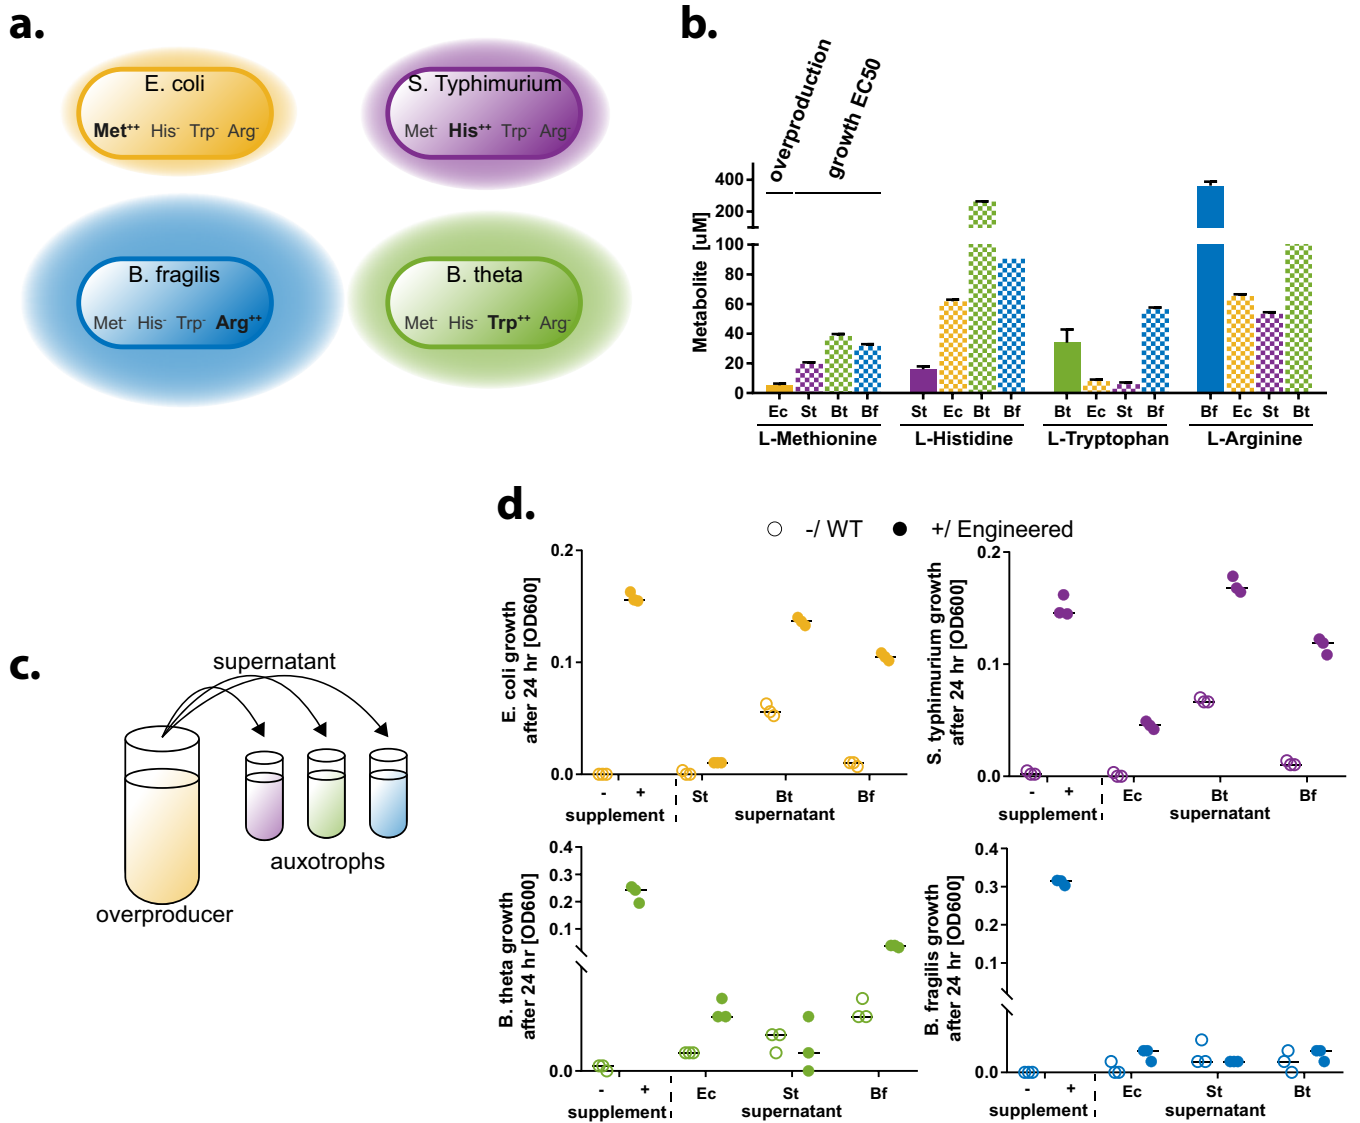 a.
E. coli
Met++ His- Trp- Arg-
S. Typhimurium
Met- His++ Trp- Arg-
B. fragilis
Met- His- Trp- Arg++
B. theta
Met- His- Trp++ Arg-
b.
overproduction
growth EC50
Metabolite [uM]
400
200
100
80
60
40
20
0
Ec St Bt Bf
St Ec Bt Bf
Bt Ec St Bf
Bf Ec St Bt
L-Methionine
L-Histidine
L-Tryptophan
L-Arginine
c.
supernatant
auxotrophs
overproducer
d.
-/ WT
+/ Engineered
E. coli growth
after 24 hr [OD600]
0.2
0.1
0.0
- + St Bt Bf
supplement supernatant
S. typhimurium growth
after 24 hr [OD600]
0.2
0.1
0.0
- + Ec Bt Bf
supplement supernatant
B. theta growth
after 24 hr [OD600]
0.4
0.3
0.2
0.1
0.0
- + Ec St Bf
supplement supernatant
B. fragilis growth
after 24 hr [OD600]
0.4
0.3
0.2
0.1
0.0
- + Ec St Bt
supplement supernatant